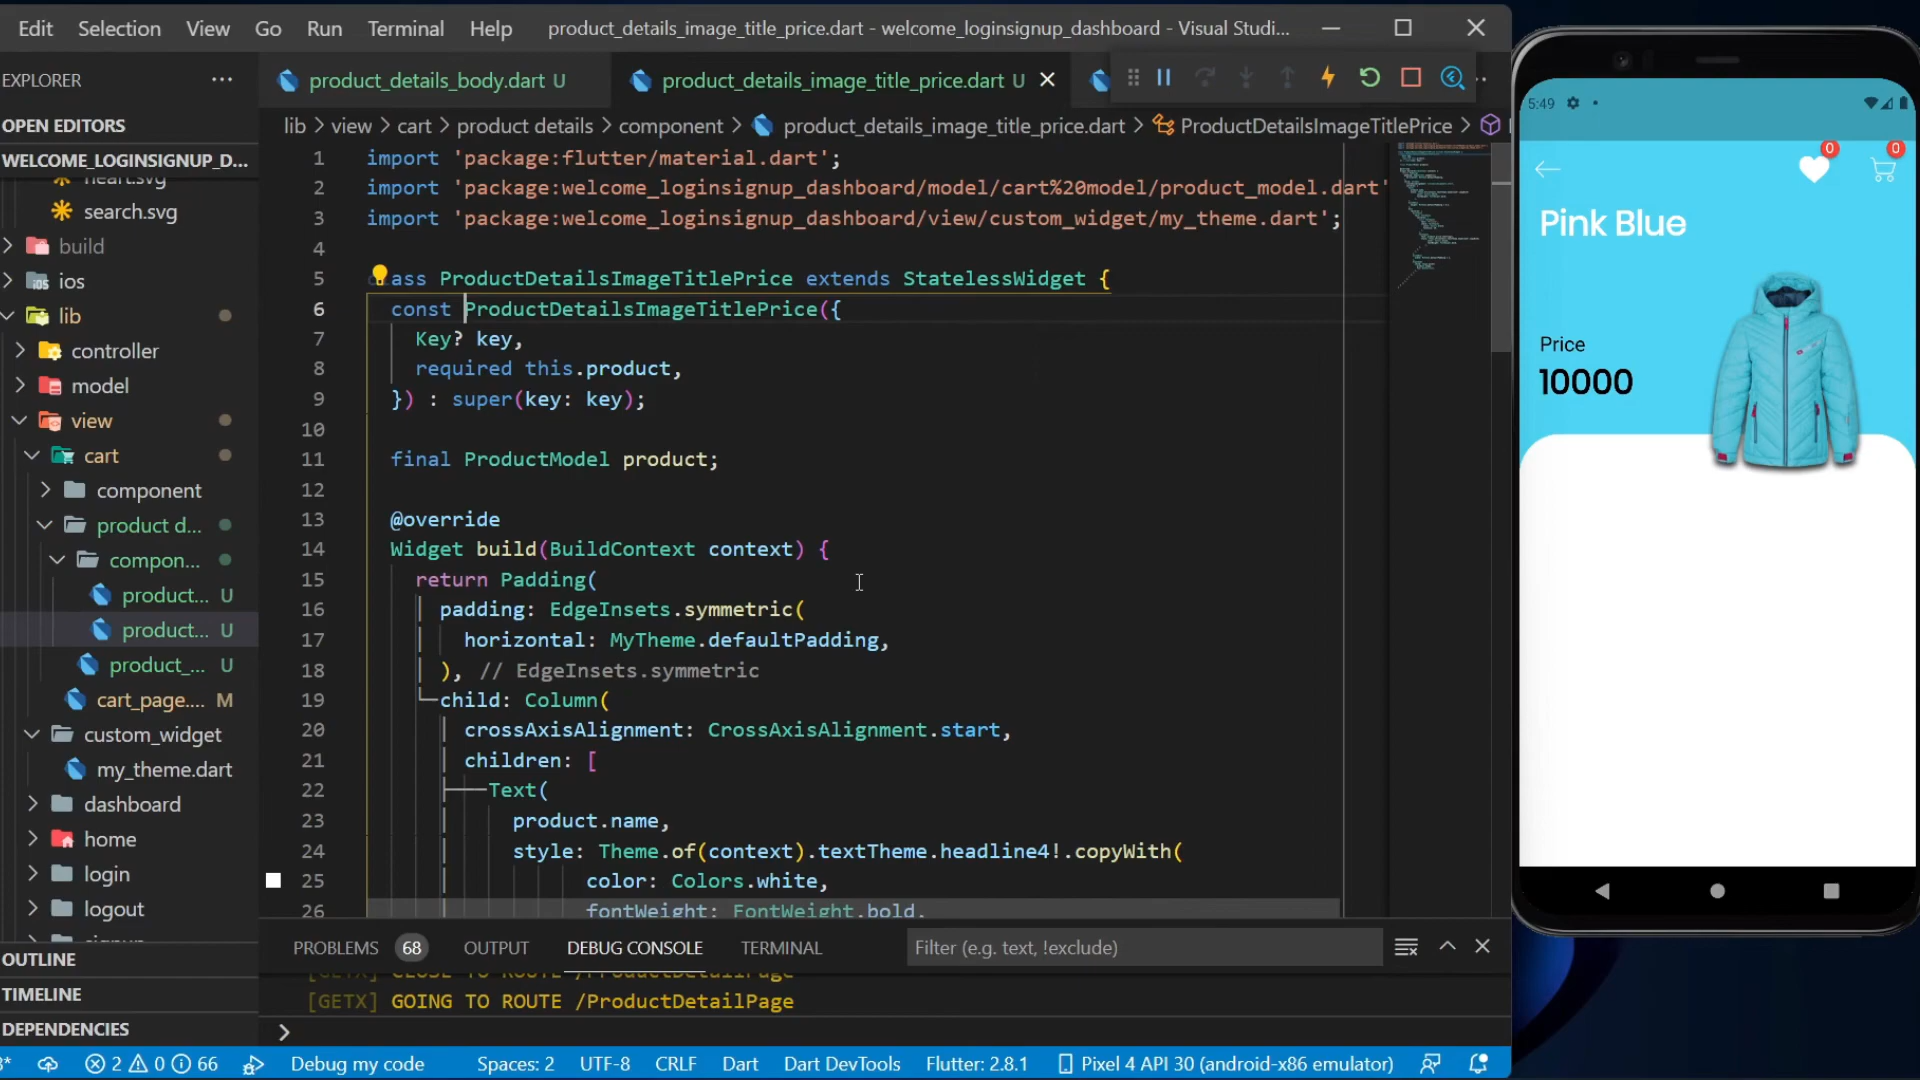 Edit Selection View Go Run Terminal Help product_details_image_title_price.dart - welcome_loginsignup_dashboard - Visual Studi...
EXPLORER
product_details_body.dart U
product_details_image_title_price.dart U
OPEN EDITORS
lib > view > cart > product details > component > product_details_image_title_price.dart > ProductDetailsImageTitlePrice >
WELCOME_LOGINSIGNUP_D...
heart.svg
search.svg
build
ios
lib
controller
model
view
cart
component
product d...
compon...
product... U
product... U
product_... U
cart_page.... M
custom_widget
my_theme.dart
dashboard
home
login
logout
OUTLINE
TIMELINE
DEPENDENCIES
1 import 'package:flutter/material.dart';
2 import 'package:welcome_loginsignup_dashboard/model/cart%20model/product_model.dart'
3 import 'package:welcome_loginsignup_dashboard/view/custom_widget/my_theme.dart';
4
5 ass ProductDetailsImageTitlePrice extends StatelessWidget {
6 const ProductDetailsImageTitlePrice({
7 Key? key,
8 required this.product,
9 }) : super(key: key);
10
11 final ProductModel product;
12
13 @override
14 Widget build(BuildContext context) {
15 return Padding(
16 padding: EdgeInsets.symmetric(
17 horizontal: MyTheme.defaultPadding,
18 ), // EdgeInsets.symmetric
19 child: Column(
20 crossAxisAlignment: CrossAxisAlignment.start,
21 children: [
22 Text(
23 product.name,
24 style: Theme.of(context).textTheme.headline4!.copyWith(
25 color: Colors.white,
26 fontWeight: FontWeight.bold,
PROBLEMS 68 OUTPUT DEBUG CONSOLE TERMINAL Filter (e.g. text, !exclude)
[GETX] CLOSE TO ROUTE /ProductDetailPage
[GETX] GOING TO ROUTE /ProductDetailPage
>
2 0 66 Debug my code Spaces: 2 UTF-8 CRLF Dart Dart DevTools Flutter: 2.8.1 Pixel 4 API 30 (android-x86 emulator)
5:49
0 0
Pink Blue
Price
10000